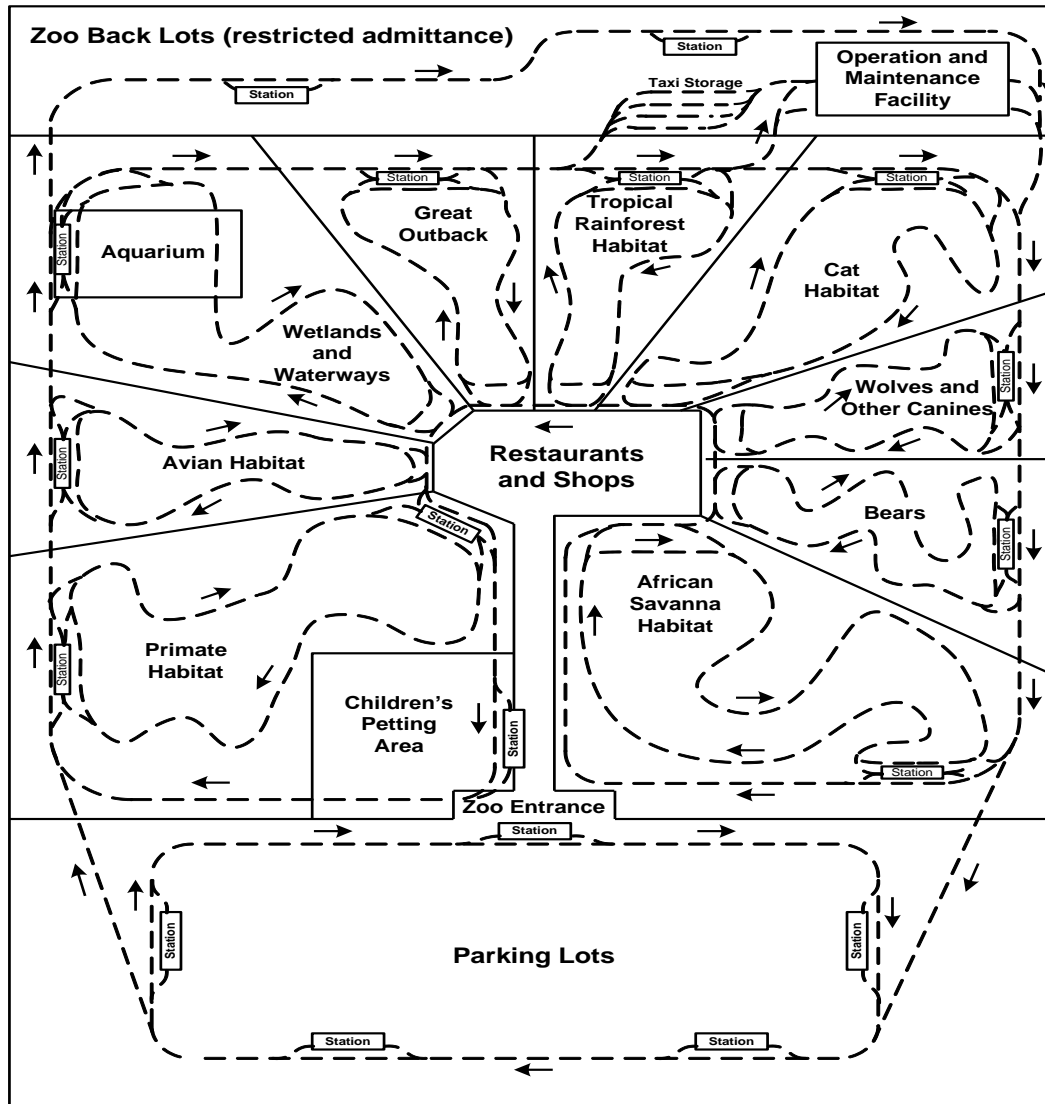 Zoo Back Lots (restricted admittance)
Station
Station
Operation and
Maintenance
Facility
Taxi Storage
Station
Station
Station
Great
Outback
Tropical
Rainforest
Habitat
Aquarium
Station
Cat
Habitat
Wetlands
and
Waterways
Station
Wolves and
Other Canines
Avian Habitat
Station
Restaurants
and Shops
Station
Bears
Station
African
Savanna
Habitat
Primate
Habitat
Station
Children's
Petting
Area
Station
Station
Zoo Entrance
Station
Station
Station
Parking Lots
Station
Station